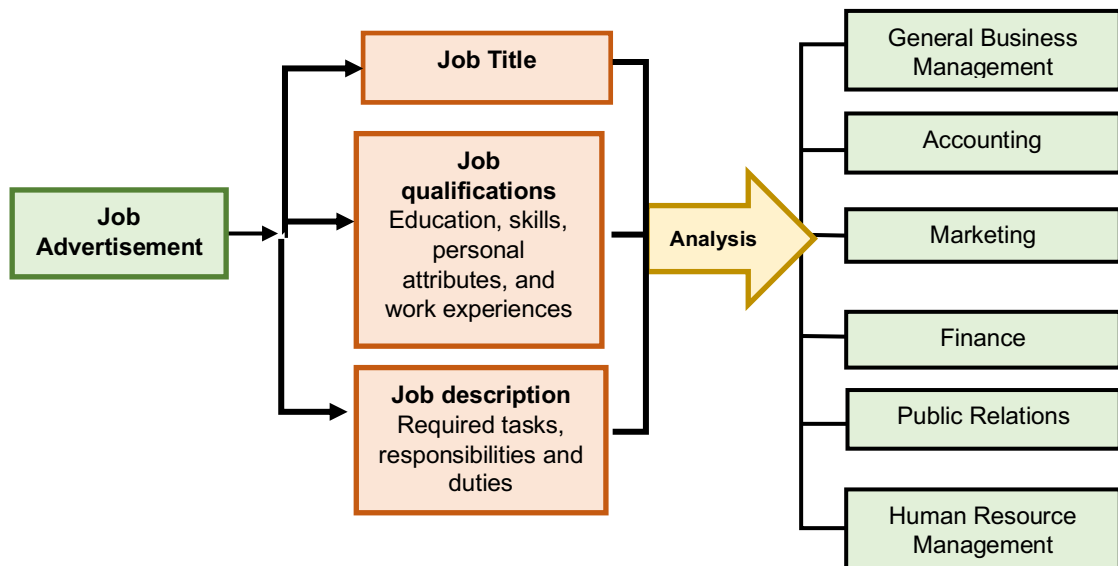 Job
Advertisement
Job Title
Job
qualifications
Education, skills,
personal
attributes, and
work experiences
Job description
Required tasks,
responsibilities and
duties
Analysis
General Business
Management
Accounting
Marketing
Finance
Public Relations
Human Resource
Management